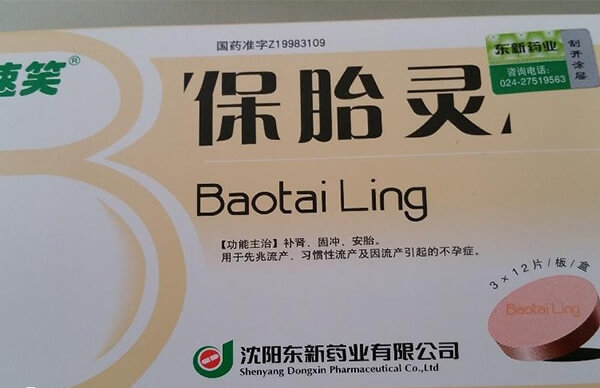 国药准字Z19983109
速笑®
东新药业
咨询电话:
024-27519563
刮开涂层
保胎灵
Baotai Ling
【功能主治】补肾、固冲、安胎。
用于先兆流产、习惯性流产及因流产引起的不孕症。
3×12片/板/盒
Baotai Ling
沈阳东新药业有限公司
Shenyang Dongxin Pharmaceutical Co.,Ltd